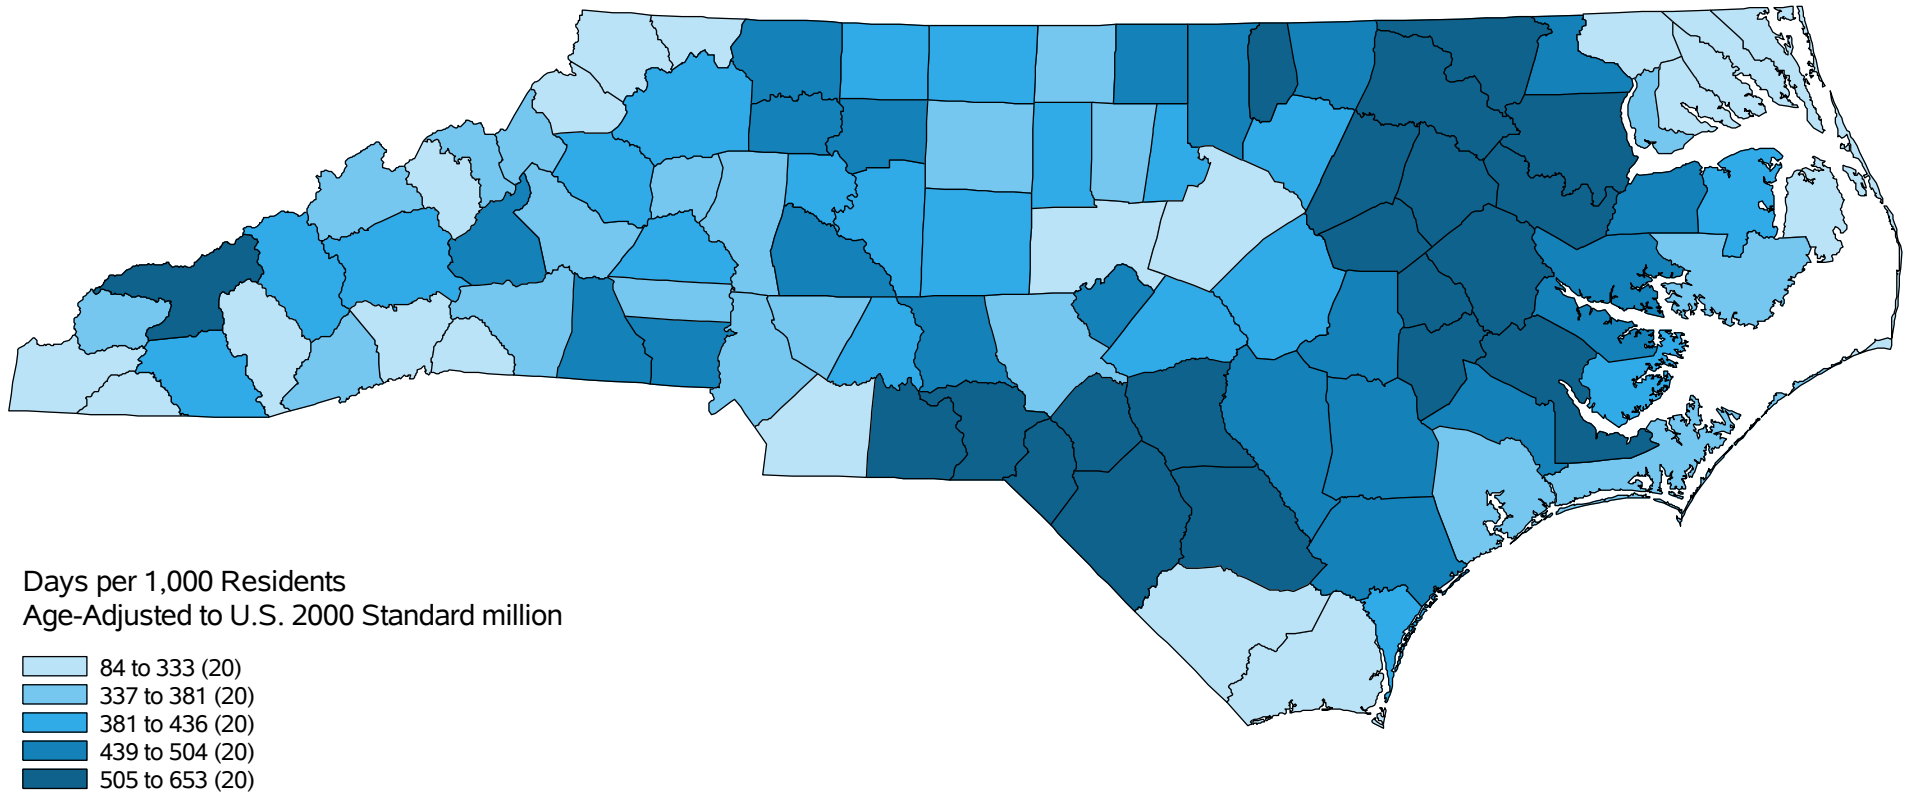 Days per 1,000 Residents
Age-Adjusted to U.S. 2000 Standard million
84 to 333 (20)
337 to 381 (20)
381 to 436 (20)
439 to 504 (20)
505 to 653 (20)